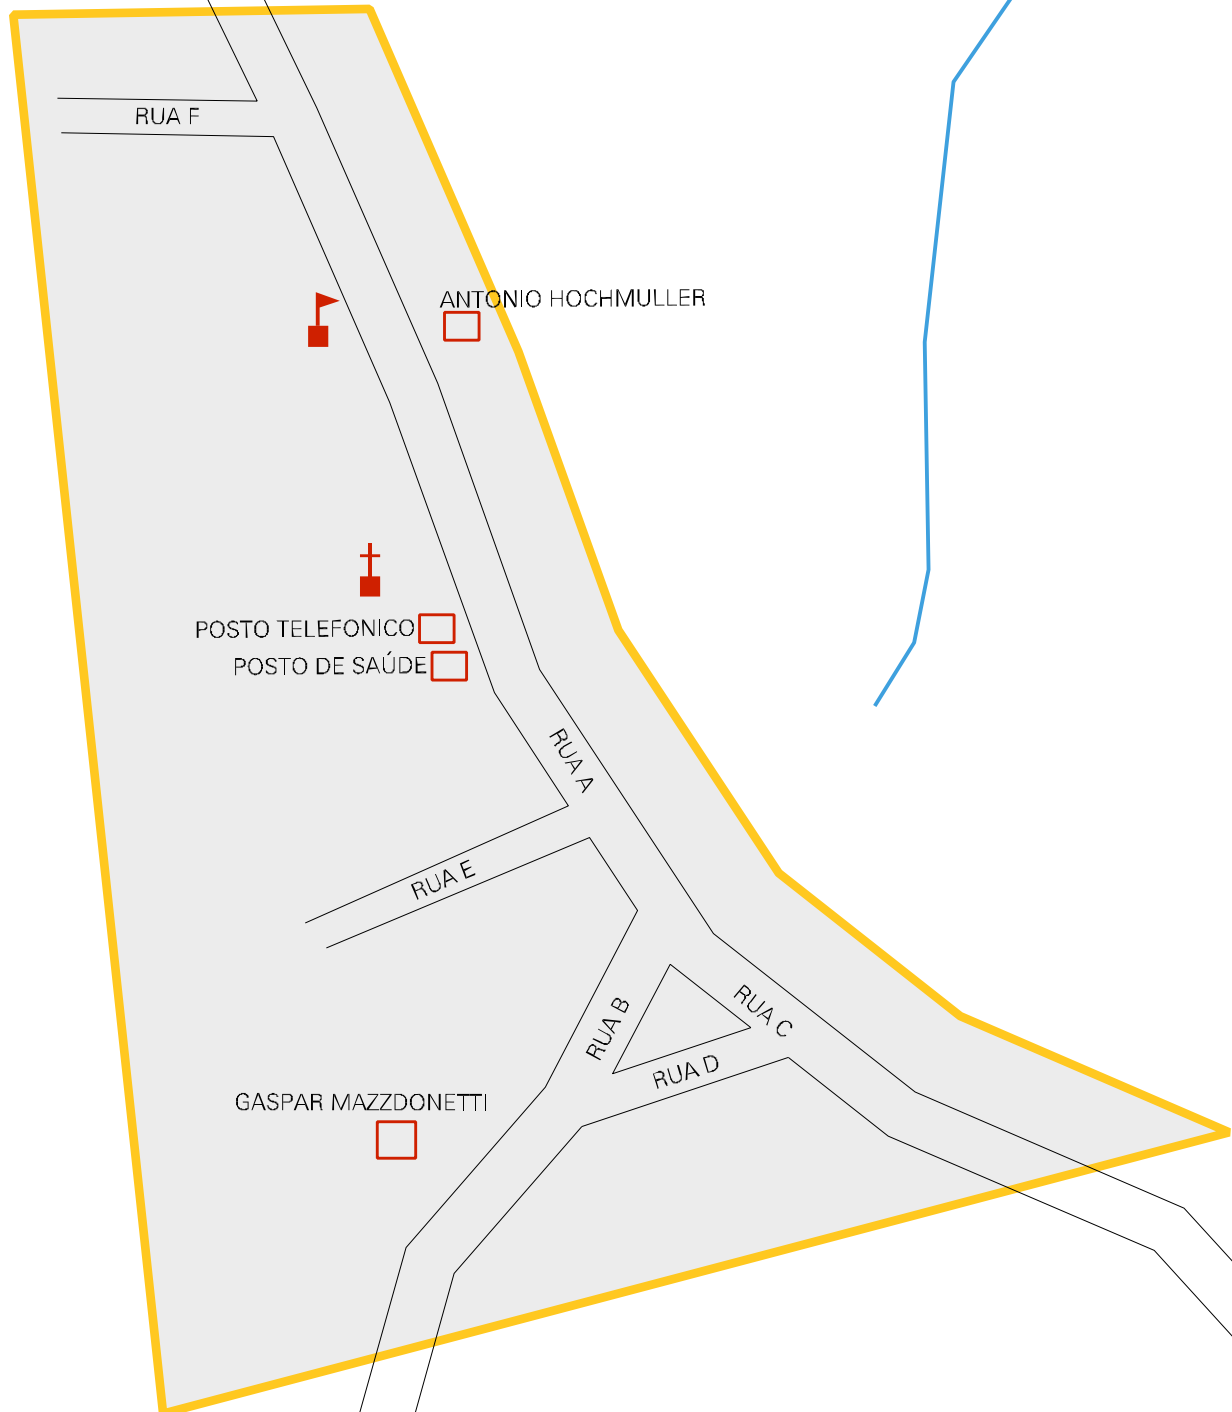 RUA F
ANTONIO HOCHMULLER
POSTO TELEFONICO
POSTO DE SAÚDE
RUA A
RUA E
RUA B
RUA C
RUA D
GASPAR MAZZDONETTI